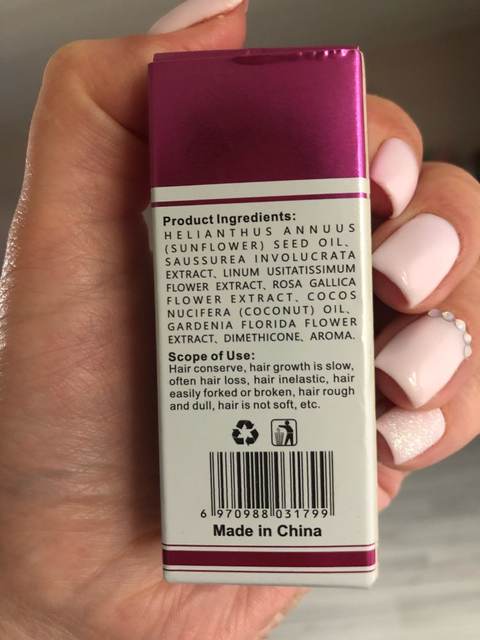 Product Ingredients:
HELIANTHUS ANNUUS
(SUNFLOWER) SEED OIL、
SAUSSUREA INVOLUCRATA
EXTRACT、LINUM USITATISSIMUM
FLOWER EXTRACT、ROSA GALLICA
FLOWER EXTRACT、COCOS
NUCIFERA (COCONUT) OIL、
GARDENIA FLORIDA FLOWER
EXTRACT、DIMETHICONE、AROMA.
Scope of Use:
Hair conserve, hair growth is slow,
often hair loss, hair inelastic, hair
easily forked or broken, hair rough
and dull, hair is not soft, etc.
6 970988 031799
Made in China